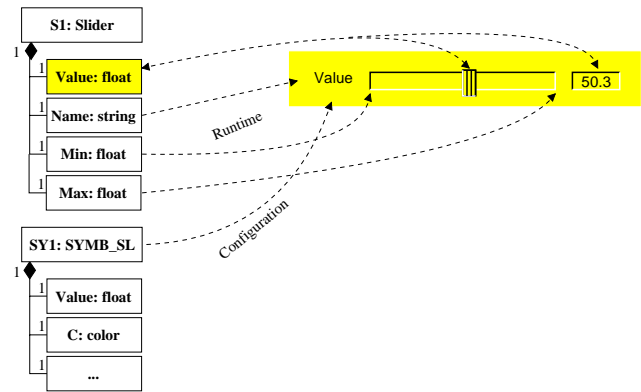 S1: Slider
1
1
Value: float
Value
50.3
1
Name: string
Runtime
1
Min: float
1
Max: float
Configuration
SY1: SYMB_SL
1
1
Value: float
1
C: color
1
...